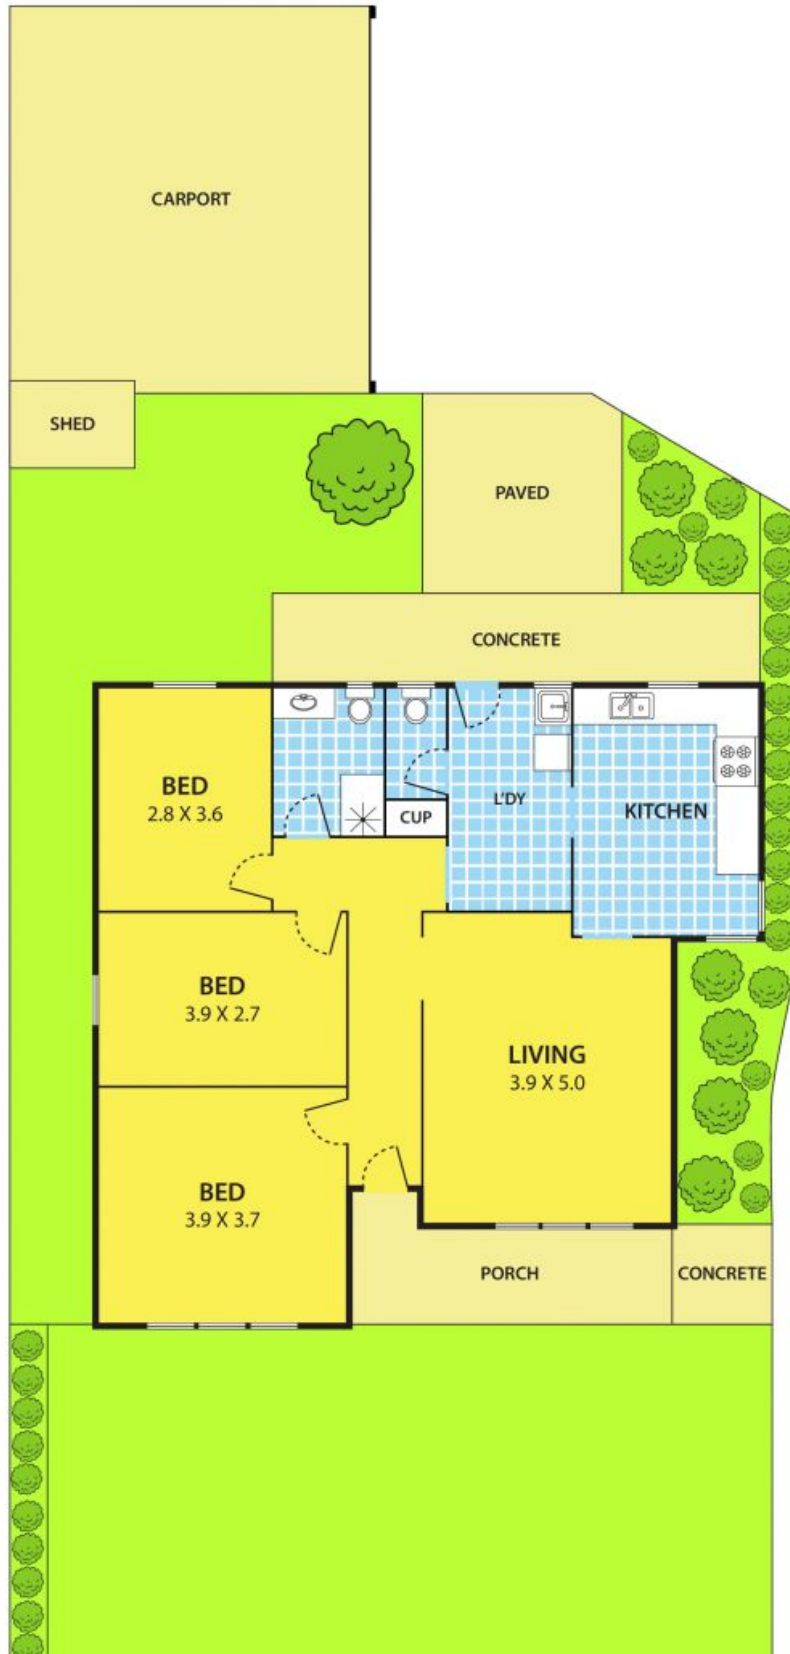 CARPORT
SHED
PAVED
CONCRETE
BED
2.8 X 3.6
CUP
L'DY
KITCHEN
BED
3.9 X 2.7
LIVING
3.9 X 5.0
BED
3.9 X 3.7
PORCH
CONCRETE